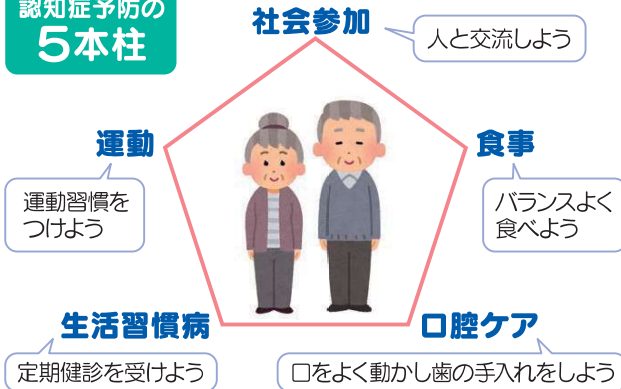 認知症予防の
5本柱
社会参加
人と交流しよう
運動
運動習慣を
つけよう
食事
バランスよく
食べよう
生活習慣病
定期健診を受けよう
口腔ケア
口をよく動かし歯の手入れをしよう